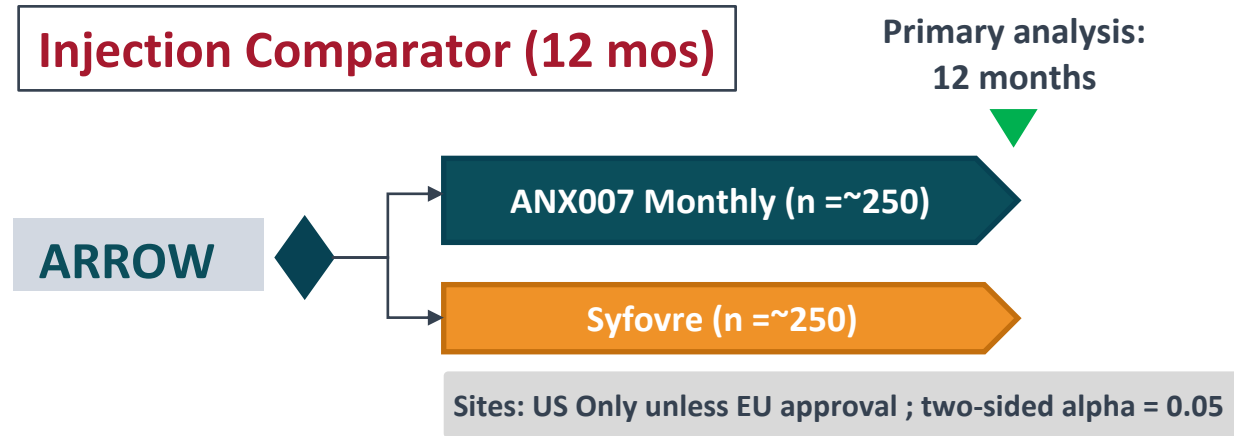 Injection Comparator (12 mos)
Primary analysis:
12 months
ARROW
ANX007 Monthly (n =~250)
Syfovre (n =~250)
Sites: US Only unless EU approval ; two-sided alpha = 0.05